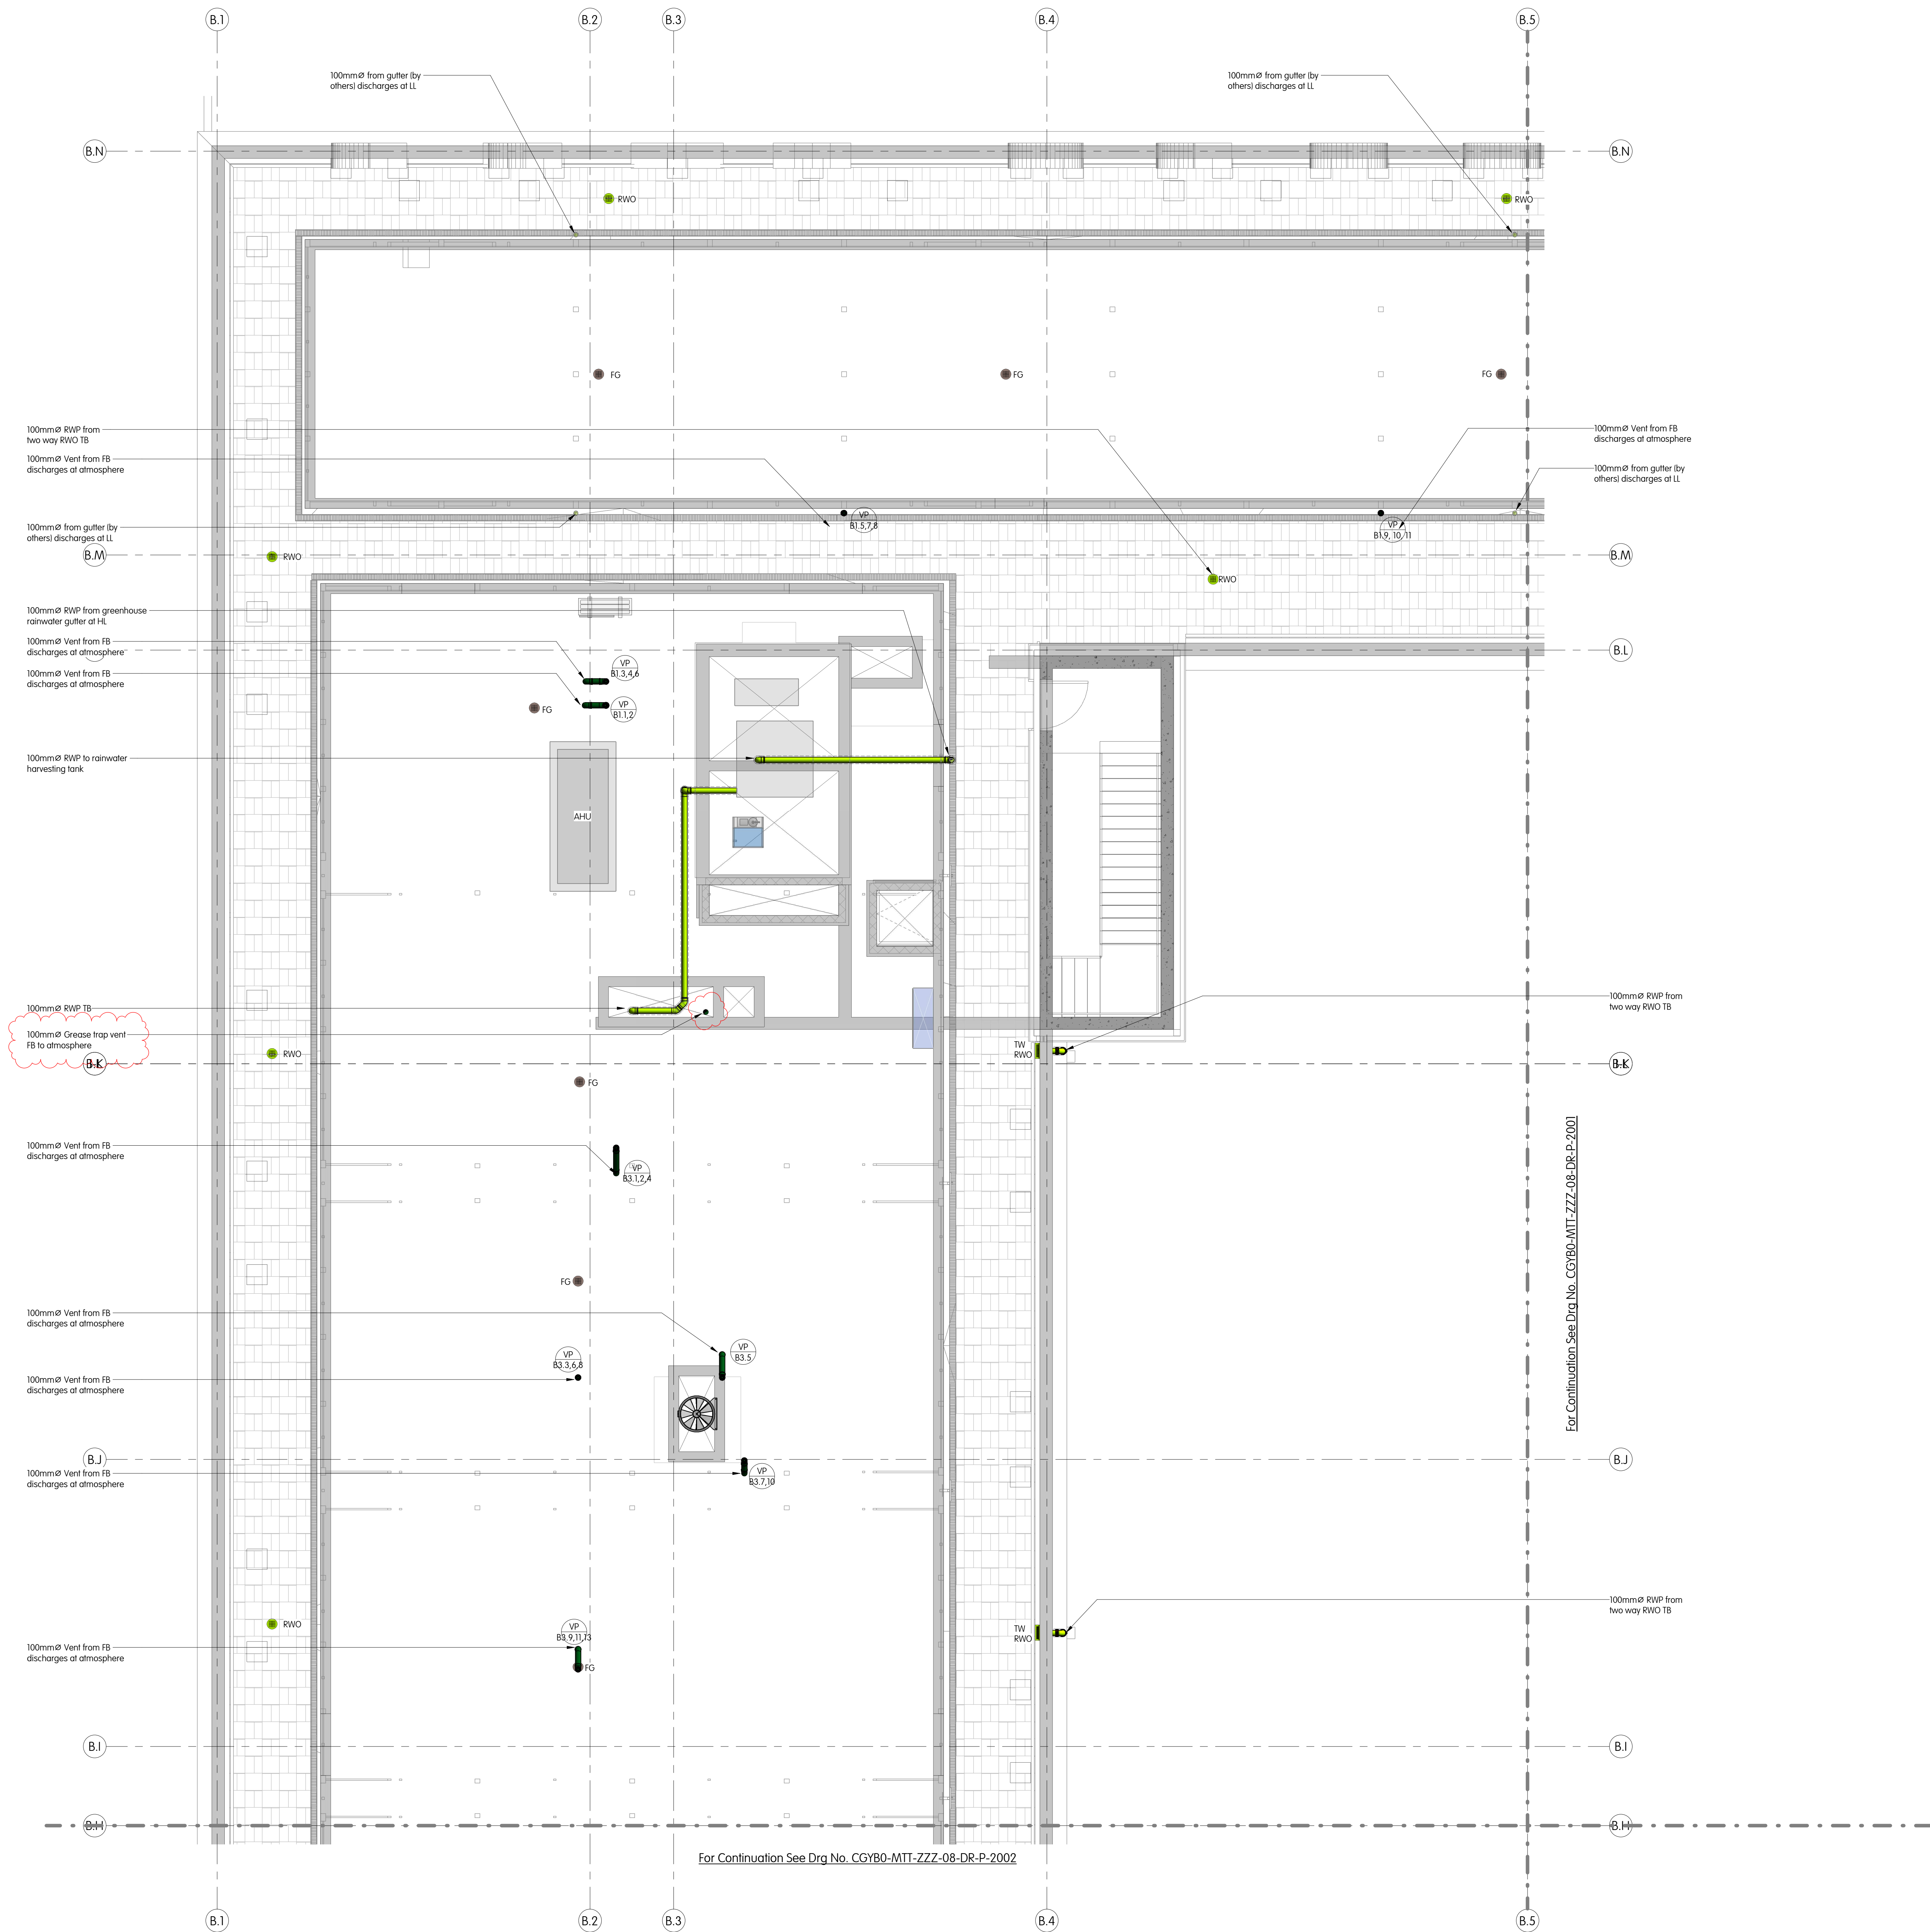 B.1
B.2
B.3
B.4
B.5
100mmØ from gutter (by
others) discharges at LL
100mmØ from gutter (by
others) discharges at LL
B.N
B.N
RWO
RWO
FG
FG
FG
100mmØ RWP from
two way RWO TB
100mmØ Vent from FB
discharges at atmosphere
100mmØ Vent from FB
discharges at atmosphere
100mmØ from gutter (by
others) discharges at LL
VP
B1.5,7,8
VP
B1.9, 10, 11
100mmØ from gutter (by
others) discharges at LL
B.M
RWO
B.M
RWO
100mmØ RWP from greenhouse
rainwater gutter at HL
100mmØ Vent from FB
discharges at atmosphere
B.L
VP
B1.3,4,6
100mmØ Vent from FB
discharges at atmosphere
VP
B1.1,2
FG
100mmØ RWP to rainwater
harvesting tank
AHU
100mmØ RWP TB
100mmØ RWP from
two way RWO TB
100mmØ Grease trap vent
FB to atmosphere
TW
RWO
RWO
B.K
B.K
FG
100mmØ Vent from FB
discharges at atmosphere
VP
B3.1,2,4
For Continuation See Drg No. CGYB0-MTT-ZZZ-08-DR-P-2001
FG
100mmØ Vent from FB
discharges at atmosphere
VP
B3.5
VP
B3.3,6,8
100mmØ Vent from FB
discharges at atmosphere
B.J
B.J
100mmØ Vent from FB
discharges at atmosphere
VP
B3.7,10
100mmØ RWP from
two way RWO TB
RWO
TW
RWO
VP
B3.9,11,13
100mmØ Vent from FB
discharges at atmosphere
FG
B.I
B.I
B.H
B.H
For Continuation See Drg No. CGYB0-MTT-ZZZ-08-DR-P-2002
B.1
B.2
B.3
B.4
B.5